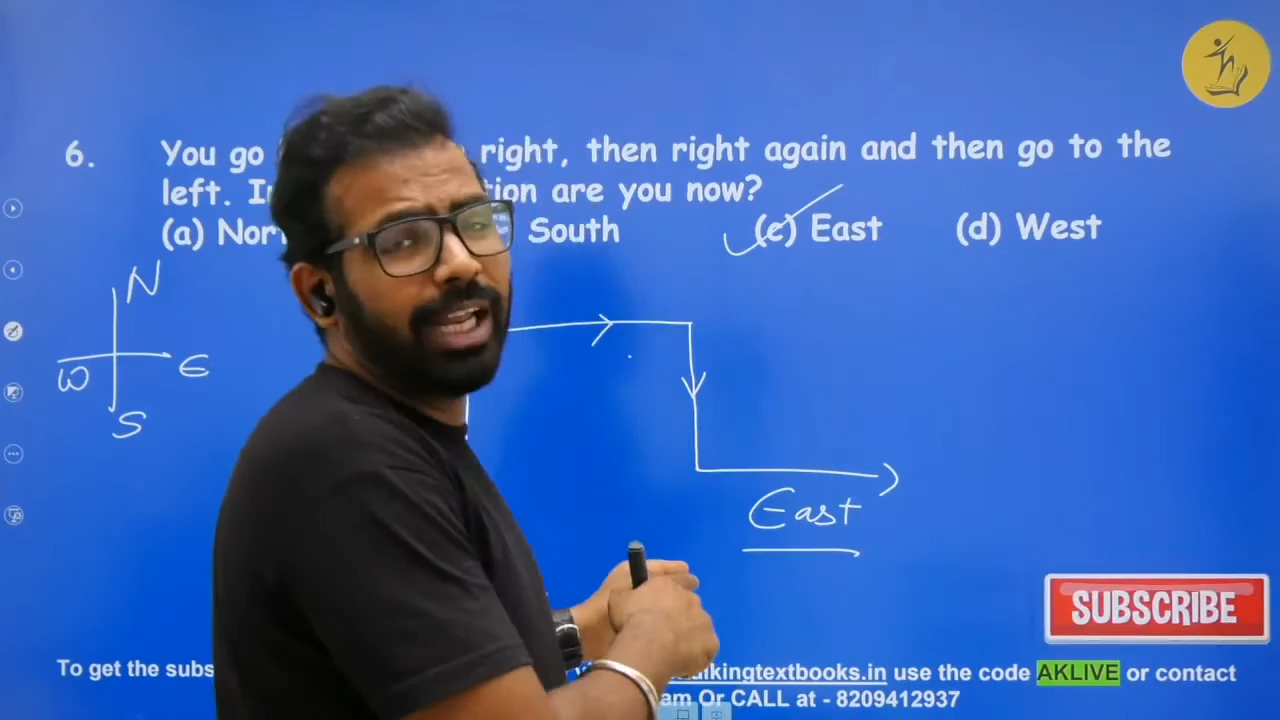 6. You go right, then right again and then go to the
left. tion are you now?
(a) Nor South (c) East (d) West
N
W E
S
East
SUBSCRIBE
To get the subs lkingtextbooks.in use the code AKLIVE or contact
am Or CALL at - 8209412937